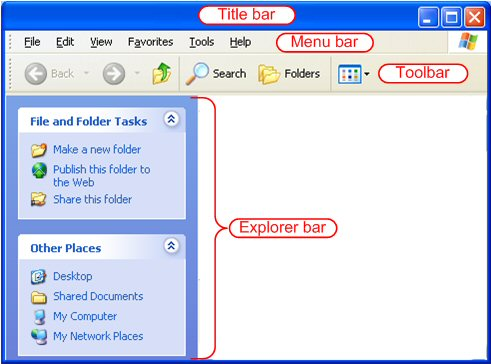 Title bar
File Edit View Favorites Tools Help Menu bar
Back Search Folders Toolbar
File and Folder Tasks
Make a new folder
Publish this folder to
the Web
Share this folder
Explorer bar
Other Places
Desktop
Shared Documents
My Computer
My Network Places